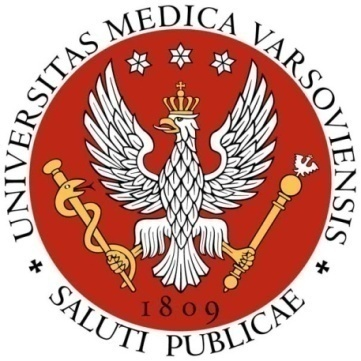 UNIVERSITAS MEDICA VARSOVIENSIS
SALUTI PUBLICAE
1809